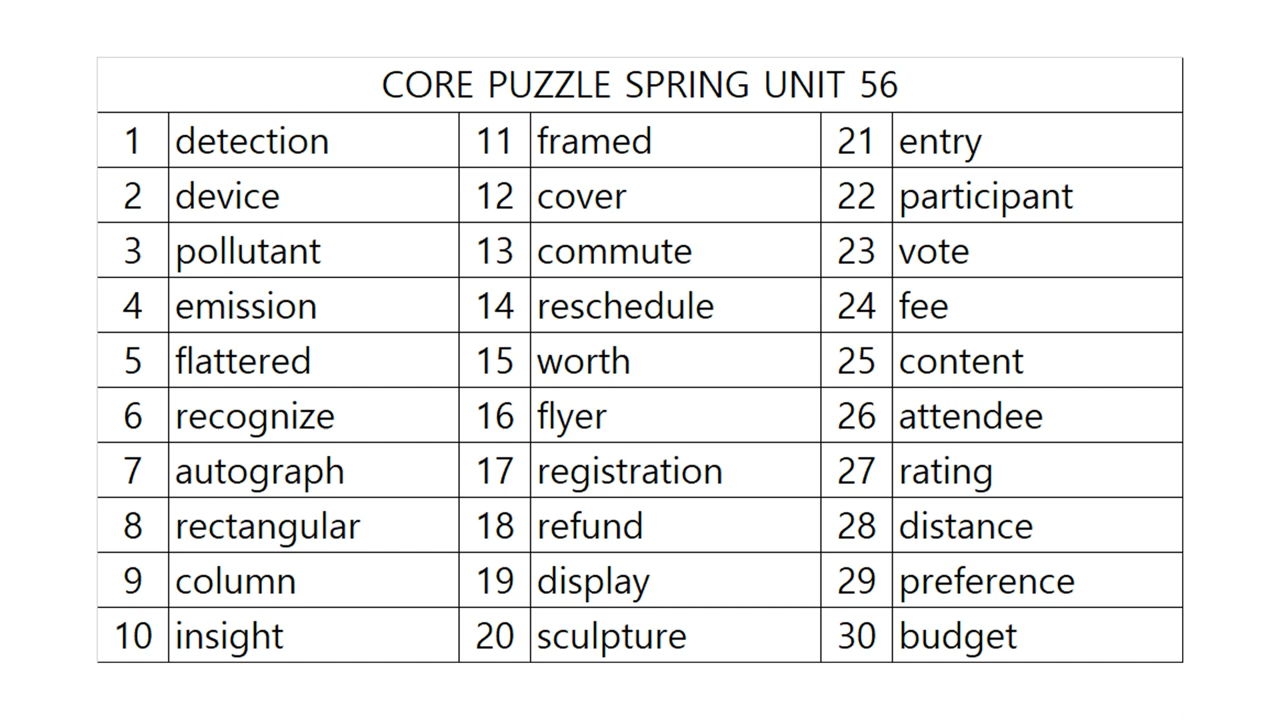 CORE PUZZLE SPRING UNIT 56
1 detection 11 framed 21 entry
2 device 12 cover 22 participant
3 pollutant 13 commute 23 vote
4 emission 14 reschedule 24 fee
5 flattered 15 worth 25 content
6 recognize 16 flyer 26 attendee
7 autograph 17 registration 27 rating
8 rectangular 18 refund 28 distance
9 column 19 display 29 preference
10 insight 20 sculpture 30 budget